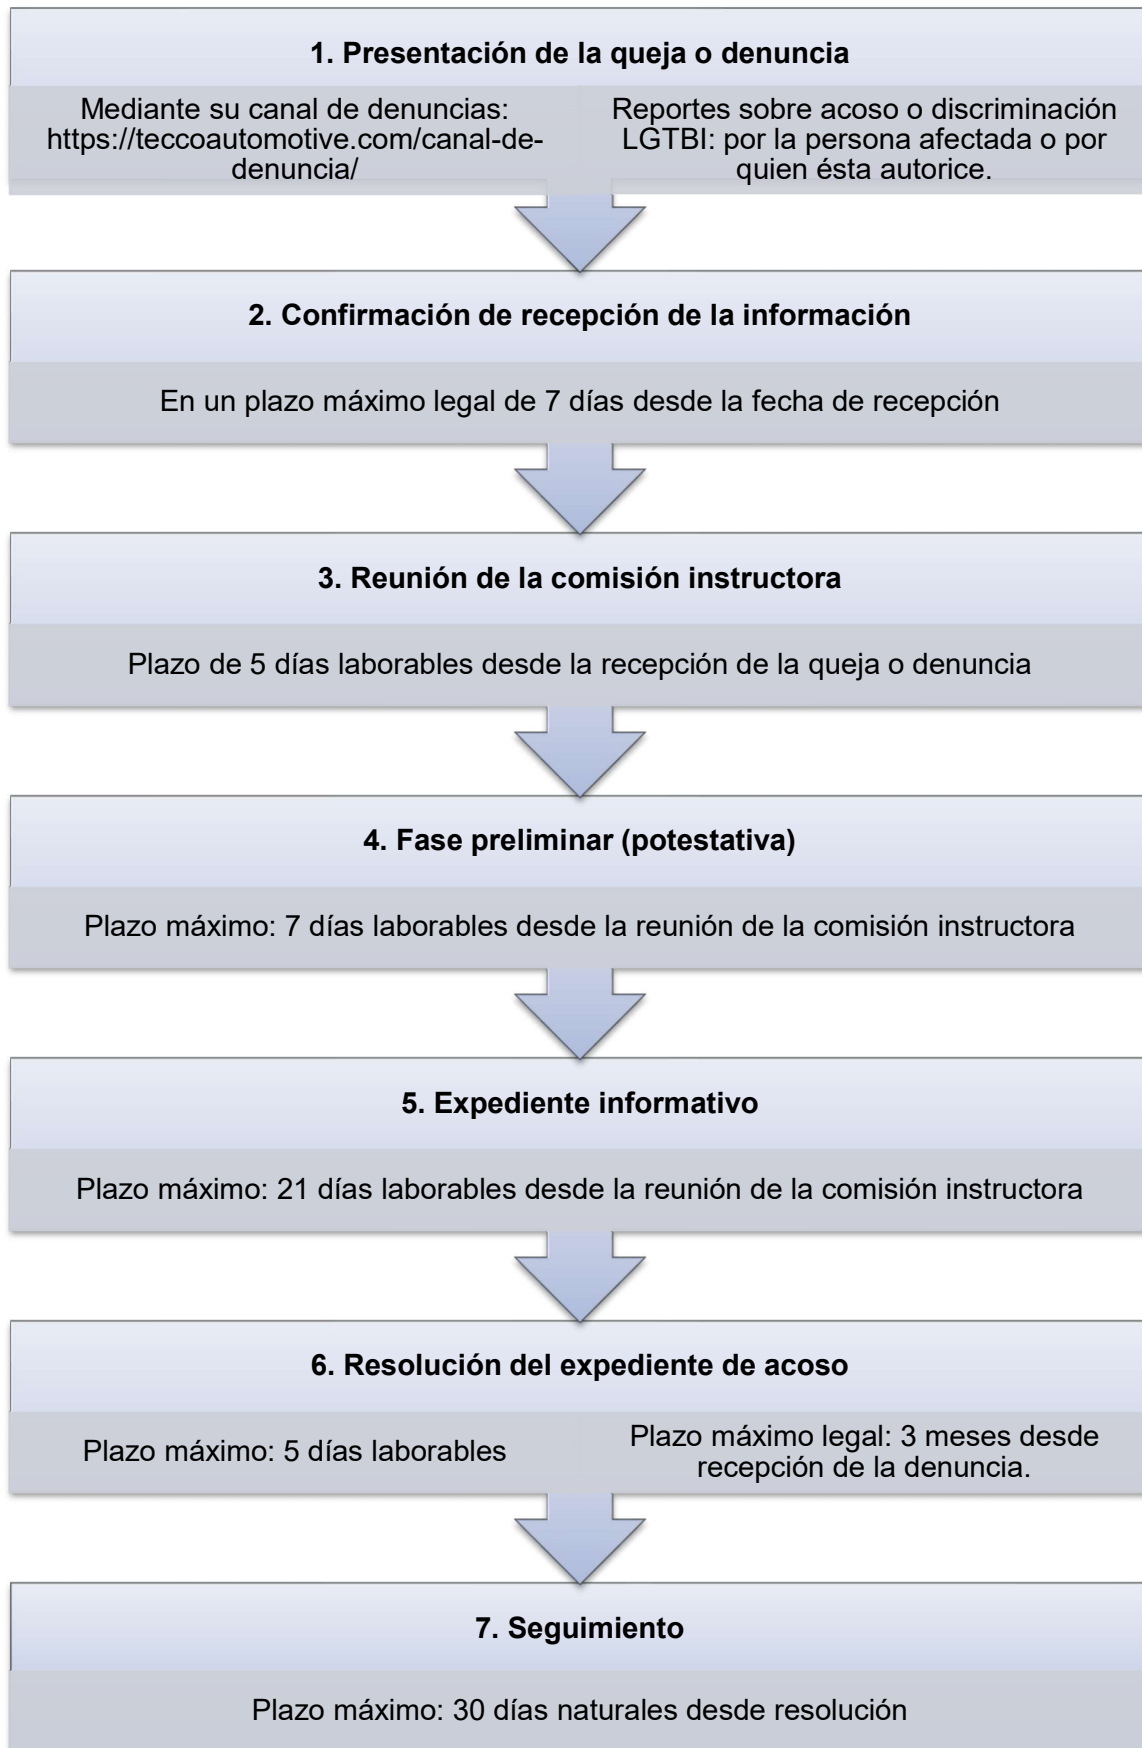 1. Presentación de la queja o denuncia
Mediante su canal de denuncias:
https://teccoautomotive.com/canal-de-
denuncia/
Reportes sobre acoso o discriminación
LGTBI: por la persona afectada o por
quien ésta autorice.
2. Confirmación de recepción de la información
En un plazo máximo legal de 7 días desde la fecha de recepción
3. Reunión de la comisión instructora
Plazo de 5 días laborables desde la recepción de la queja o denuncia
4. Fase preliminar (potestativa)
Plazo máximo: 7 días laborables desde la reunión de la comisión instructora
5. Expediente informativo
Plazo máximo: 21 días laborables desde la reunión de la comisión instructora
6. Resolución del expediente de acoso
Plazo máximo: 5 días laborables
Plazo máximo legal: 3 meses desde
recepción de la denuncia.
7. Seguimiento
Plazo máximo: 30 días naturales desde resolución